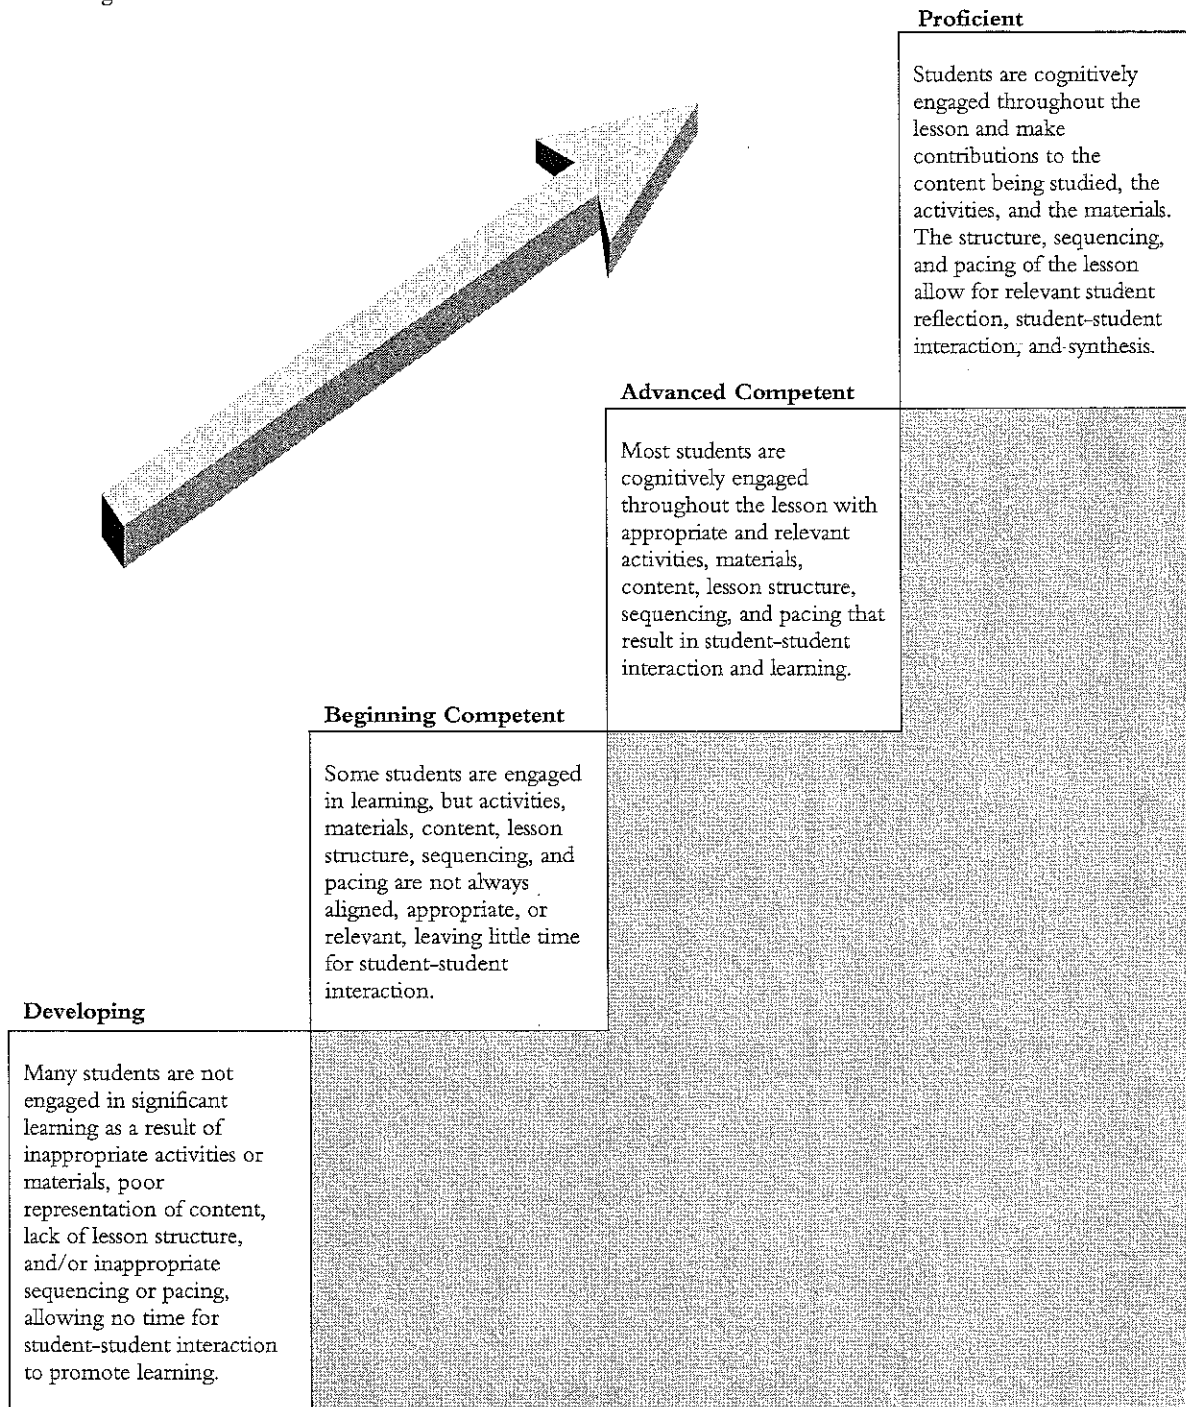 Proficient
Students are cognitively
engaged throughout the
lesson and make
contributions to the
content being studied, the
activities, and the materials.
The structure, sequencing,
and pacing of the lesson
allow for relevant student
reflection, student-student
interaction, and synthesis.
Advanced Competent
Most students are
cognitively engaged
throughout the lesson with
appropriate and relevant
activities, materials,
content, lesson structure,
sequencing, and pacing that
result in student-student
interaction and learning.
Beginning Competent
Some students are engaged
in learning, but activities,
materials, content, lesson
structure, sequencing, and
pacing are not always
aligned, appropriate, or
relevant, leaving little time
for student-student
interaction.
Developing
Many students are not
engaged in significant
learning as a result of
inappropriate activities or
materials, poor
representation of content,
lack of lesson structure,
and/or inappropriate
sequencing or pacing,
allowing no time for
student-student interaction
to promote learning.